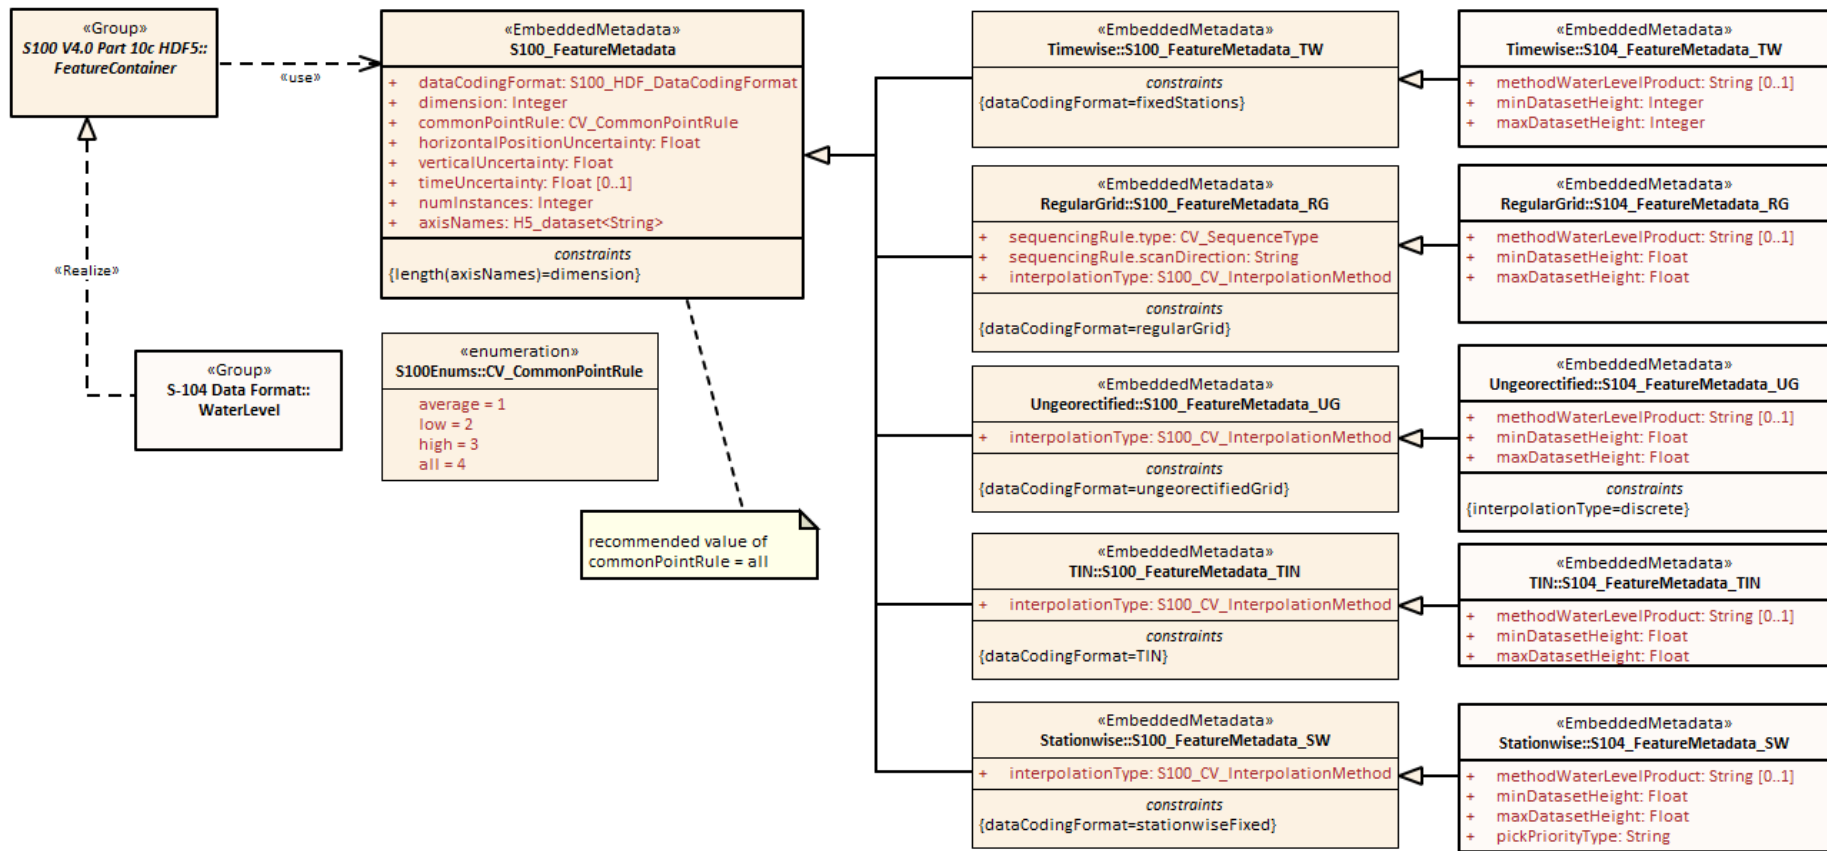 «Group»
S100 V4.0 Part 10c HDF5::
FeatureContainer
«use»
«Realize»
«Group»
S-104 Data Format::
WaterLevel
«EmbeddedMetadata»
S100_FeatureMetadata
+ dataCodingFormat: S100_HDF_DataCodingFormat
+ dimension: Integer
+ commonPointRule: CV_CommonPointRule
+ horizontalPositionUncertainty: Float
+ verticalUncertainty: Float
+ timeUncertainty: Float [0..1]
+ numInstances: Integer
+ axisNames: H5_dataset<String>
constraints
{length(axisNames)=dimension}
«enumeration»
S100Enums::CV_CommonPointRule
average = 1
low = 2
high = 3
all = 4
recommended value of
commonPointRule = all
«EmbeddedMetadata»
Timewise::S100_FeatureMetadata_TW
constraints
{dataCodingFormat=fixedStations}
«EmbeddedMetadata»
Timewise::S104_FeatureMetadata_TW
+ methodWaterLevelProduct: String [0..1]
+ minDatasetHeight: Integer
+ maxDatasetHeight: Integer
«EmbeddedMetadata»
RegularGrid::S100_FeatureMetadata_RG
+ sequencingRule.type: CV_SequenceType
+ sequencingRule.scanDirection: String
+ interpolationType: S100_CV_InterpolationMethod
constraints
{dataCodingFormat=regularGrid}
«EmbeddedMetadata»
RegularGrid::S104_FeatureMetadata_RG
+ methodWaterLevelProduct: String [0..1]
+ minDatasetHeight: Float
+ maxDatasetHeight: Float
«EmbeddedMetadata»
Ungeorectified::S100_FeatureMetadata_UG
+ interpolationType: S100_CV_InterpolationMethod
constraints
{dataCodingFormat=ungeorectifiedGrid}
«EmbeddedMetadata»
Ungeorectified::S104_FeatureMetadata_UG
+ methodWaterLevelProduct: String [0..1]
+ minDatasetHeight: Float
+ maxDatasetHeight: Float
constraints
{interpolationType=discrete}
«EmbeddedMetadata»
TIN::S100_FeatureMetadata_TIN
+ interpolationType: S100_CV_InterpolationMethod
constraints
{dataCodingFormat=TIN}
«EmbeddedMetadata»
TIN::S104_FeatureMetadata_TIN
+ methodWaterLevelProduct: String [0..1]
+ minDatasetHeight: Float
+ maxDatasetHeight: Float
«EmbeddedMetadata»
Stationwise::S100_FeatureMetadata_SW
+ interpolationType: S100_CV_InterpolationMethod
constraints
{dataCodingFormat=stationwiseFixed}
«EmbeddedMetadata»
Stationwise::S104_FeatureMetadata_SW
+ methodWaterLevelProduct: String [0..1]
+ minDatasetHeight: Float
+ maxDatasetHeight: Float
+ pickPriorityType: String